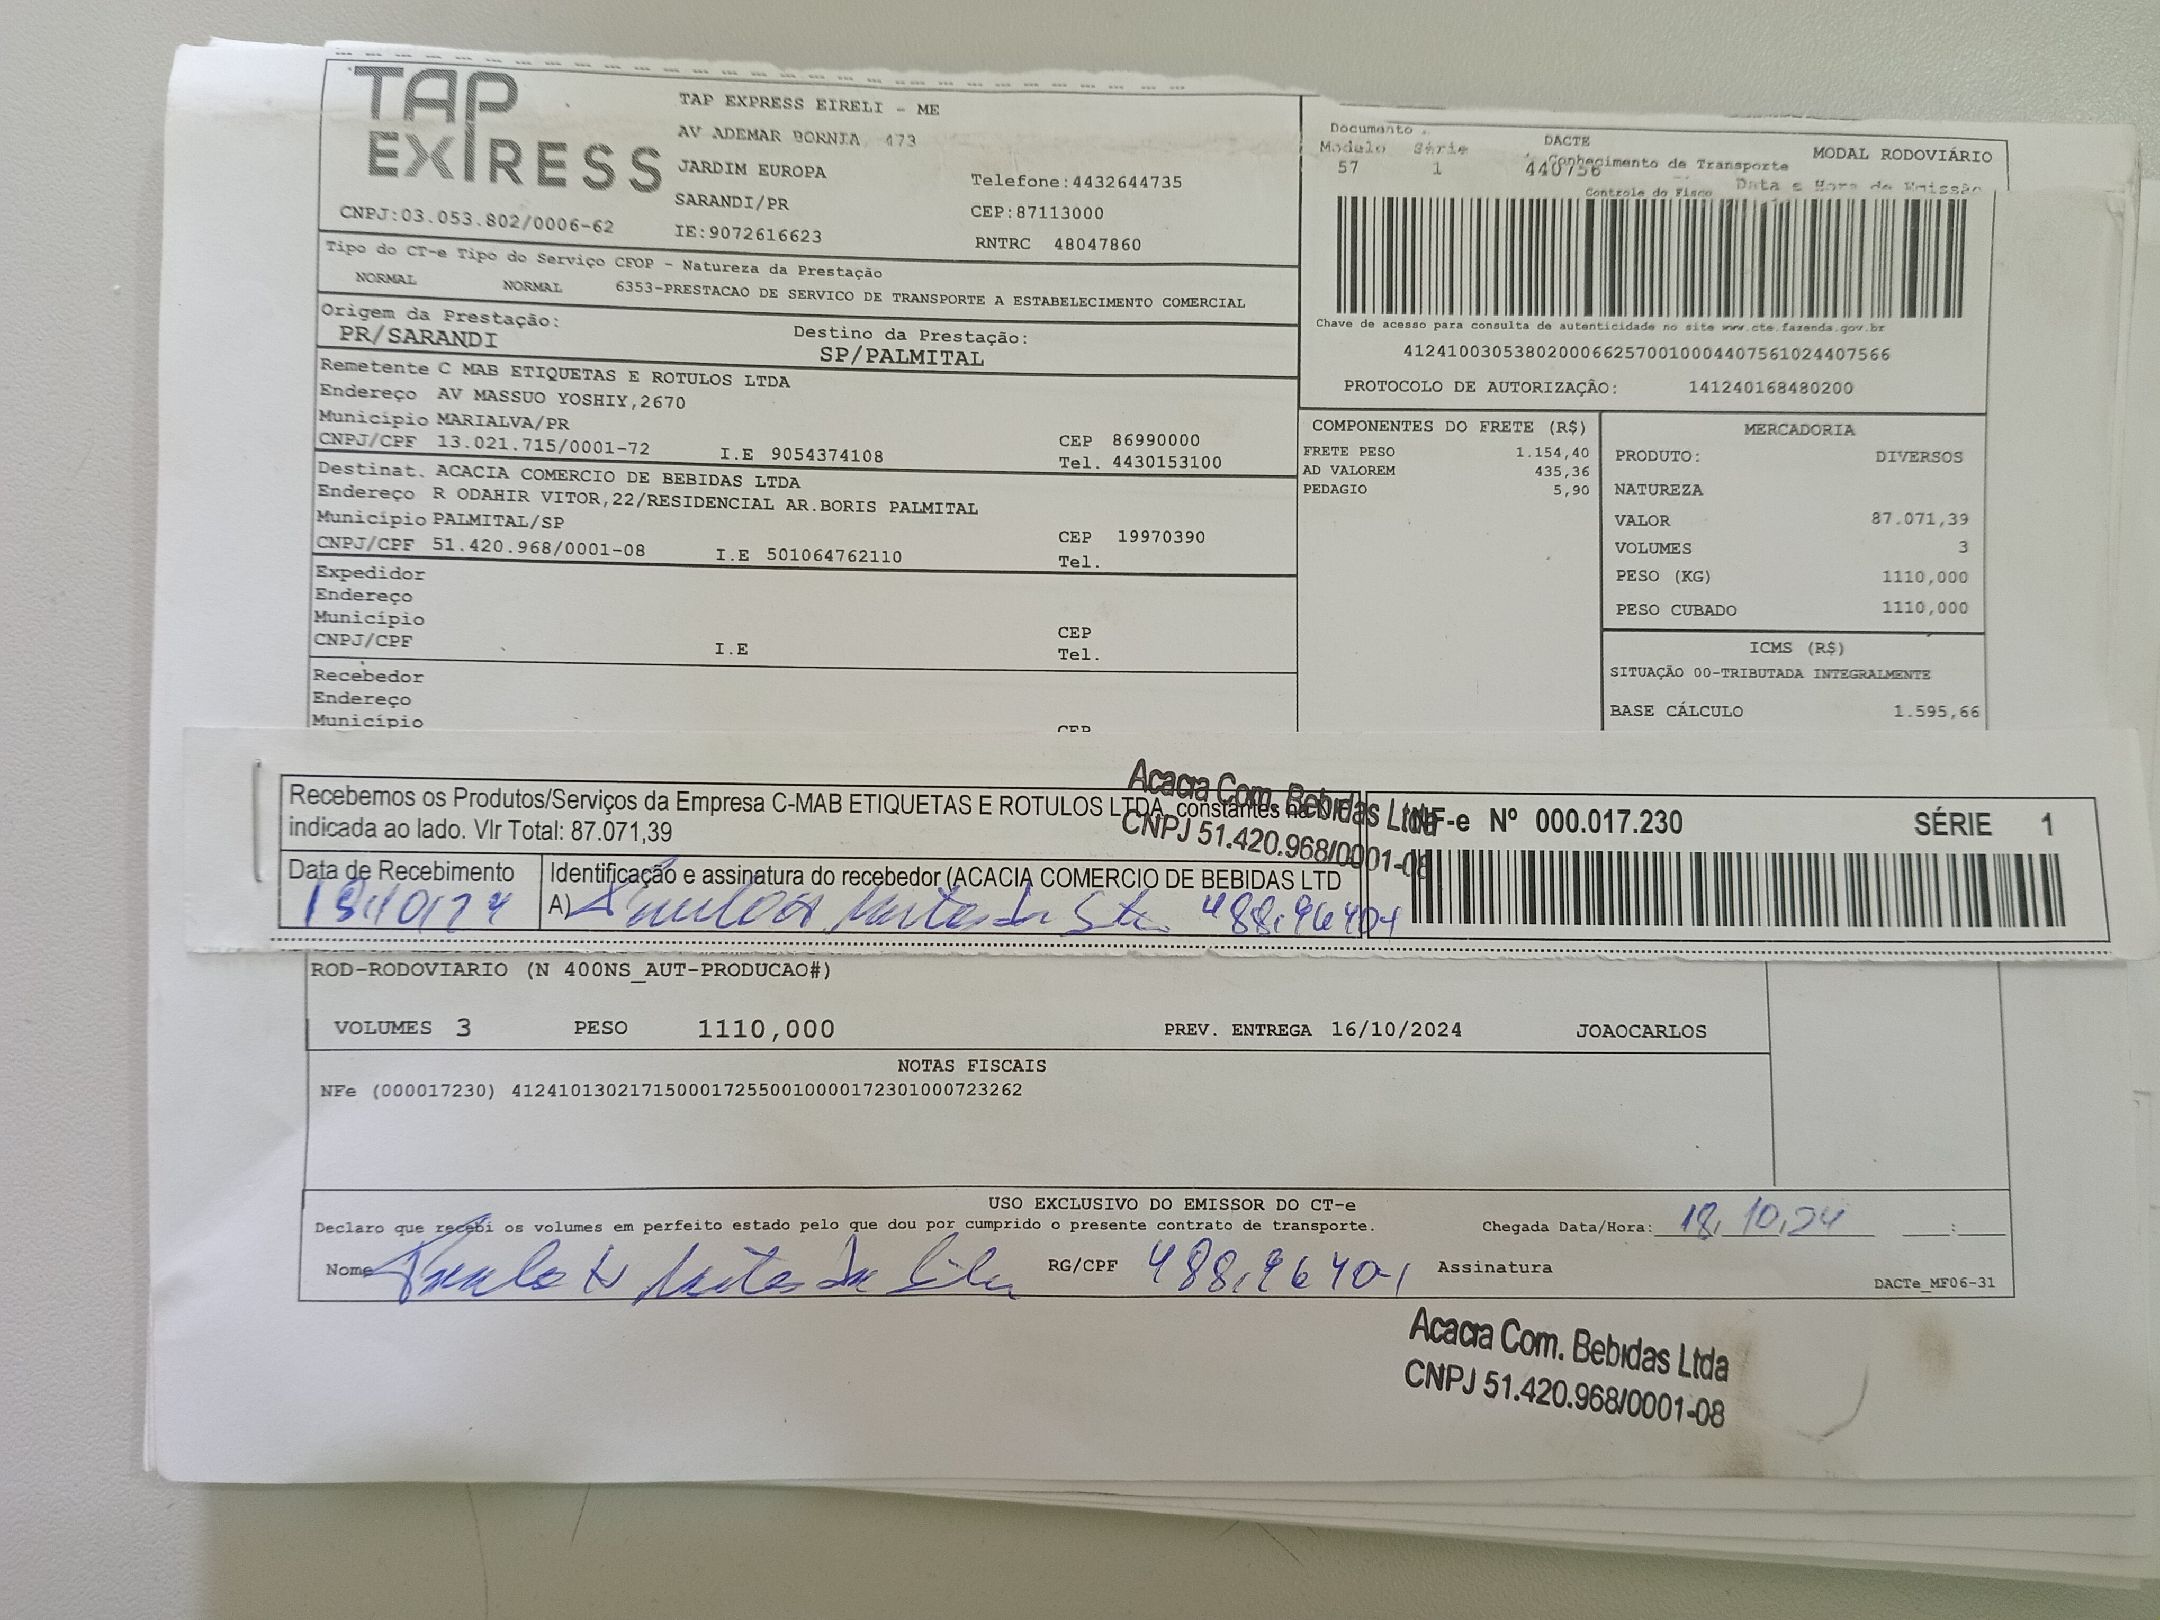 TAP
EXPRESS
CNPJ:03.053.802/0006-62
TAP EXPRESS EIRELI - ME
AV ADEMAR BORNIA, 473
JARDIM EUROPA
SARANDI/PR
IE:9072616623
Telefone:4432644735
CEP:87113000
RNTRC 48047860
Documento
Modelo Série
57 1 440756
DACTE
Conhecimento de Transporte
MODAL RODOVIÁRIO
Controle do Fisco
Data e Hora de Emissão
Tipo do CT-e Tipo do Serviço CFOP - Natureza da Prestação
NORMAL NORMAL 6353-PRESTACAO DE SERVICO DE TRANSPORTE A ESTABELECIMENTO COMERCIAL
Origem da Prestação:
PR/SARANDI
Destino da Prestação:
SP/PALMITAL
Chave de acesso para consulta de autenticidade no site www.cte.fazenda.gov.br
41241003053802000662570010004407561024407566
PROTOCOLO DE AUTORIZAÇÃO: 141240168480200
Remetente C MAB ETIQUETAS E ROTULOS LTDA
Endereço AV MASSUO YOSHIY,2670
Município MARIALVA/PR
CEP 86990000
CNPJ/CPF 13.021.715/0001-72 I.E 9054374108 Tel. 4430153100
Destinat. ACACIA COMERCIO DE BEBIDAS LTDA
Endereço R ODAHIR VITOR,22/RESIDENCIAL AR.BORIS PALMITAL
Município PALMITAL/SP
CEP 19970390
CNPJ/CPF 51.420.968/0001-08 I.E 501064762110 Tel.
Expedidor
Endereço
Município
CEP
CNPJ/CPF I.E Tel.
Recebedor
Endereço
Município
CEP
COMPONENTES DO FRETE (R$)
FRETE PESO 1.154,40
AD VALOREM 435,36
PEDAGIO 5,90
MERCADORIA
PRODUTO: DIVERSOS
NATUREZA
VALOR 87.071,39
VOLUMES 3
PESO (KG) 1110,000
PESO CUBADO 1110,000
ICMS (R$)
SITUAÇÃO 00-TRIBUTADA INTEGRALMENTE
BASE CÁLCULO 1.595,66
Recebemos os Produtos/Serviços da Empresa C-MAB ETIQUETAS E ROTULOS LTDA, constantes na NF-e
indicada ao lado. Vlr Total: 87.071,39
Acacia Com. Bebidas Ltda
CNPJ 51.420.968/0001-08
NF-e Nº 000.017.230 SÉRIE 1
Data de Recebimento
18,10,24
Identificação e assinatura do recebedor (ACACIA COMERCIO DE BEBIDAS LTD
A)
488.96404
ROD-RODOVIARIO (N 400NS_AUT-PRODUCAO#)
VOLUMES 3 PESO 1110,000 PREV. ENTREGA 16/10/2024 JOAOCARLOS
NOTAS FISCAIS
NFe (000017230) 41241013021715000172550010000172301000723262
USO EXCLUSIVO DO EMISSOR DO CT-e
Declaro que recebi os volumes em perfeito estado pelo que dou por cumprido o presente contrato de transporte.
Chegada Data/Hora: 18,10,24 :
Nome da Silva RG/CPF Assinatura
DACTe_MF06-31
Acacia Com. Bebidas Ltda
CNPJ 51.420.968/0001-08